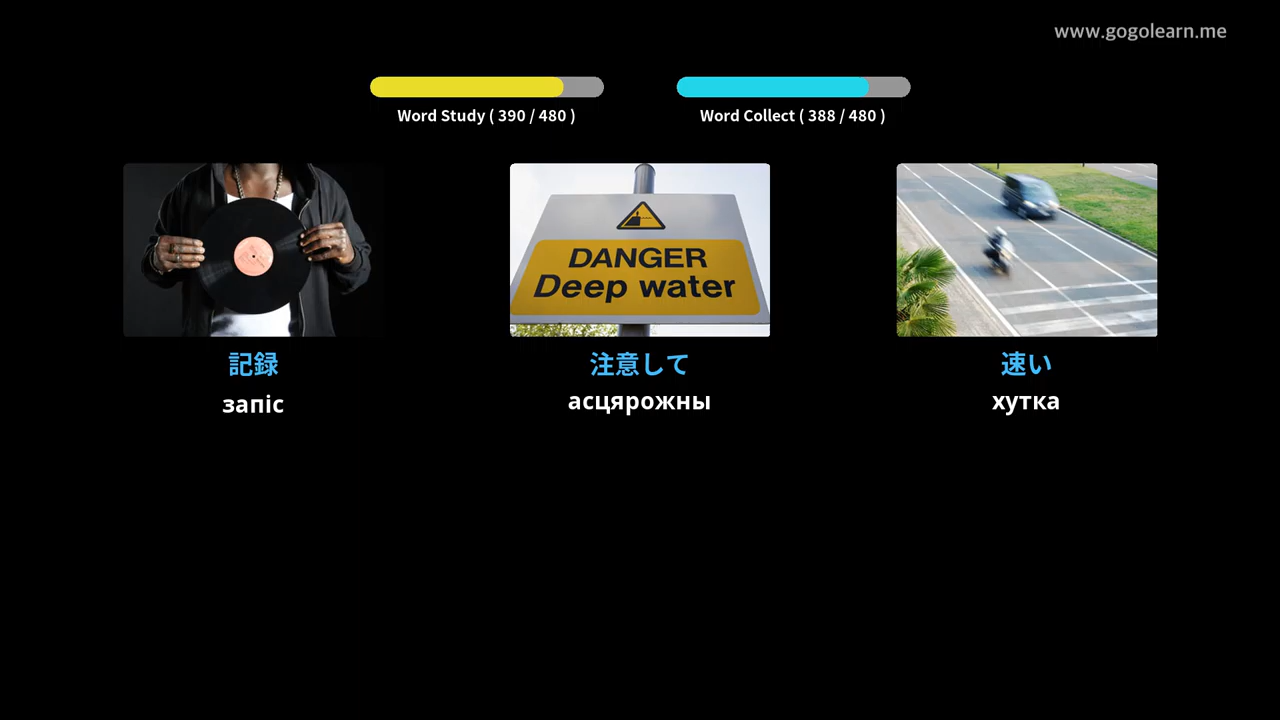 www.gogolearn.me
Word Study ( 390 / 480 )
Word Collect ( 388 / 480 )
DANGER
Deep water
記録
注意して
速い
запіс
асцярожны
хутка